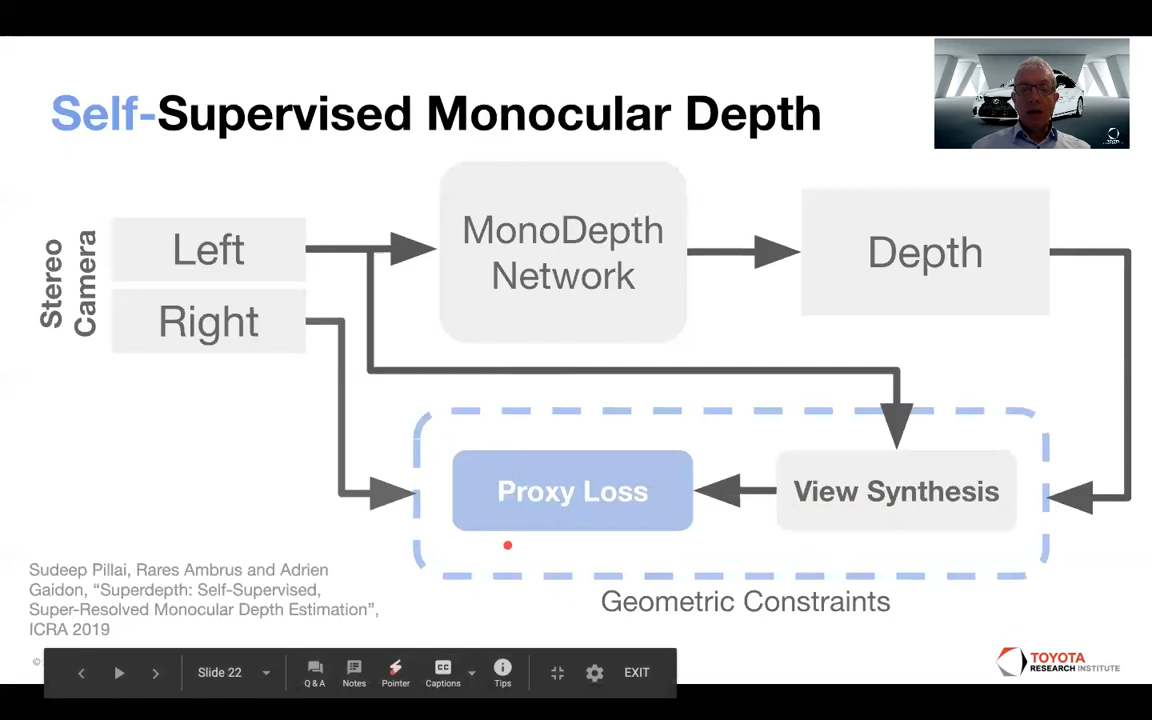 Self-Supervised Monocular Depth
Stereo
Camera
Left
Right
MonoDepth
Network
Depth
Proxy Loss
View Synthesis
Geometric Constraints
Sudeep Pillai, Rares Ambrus and Adrien
Gaidon, “Superdepth: Self-Supervised,
Super-Resolved Monocular Depth Estimation”,
ICRA 2019
©
Slide 22
Q & A
Notes
Pointer
CC
Captions
Tips
EXIT
TOYOTA
RESEARCH INSTITUTE